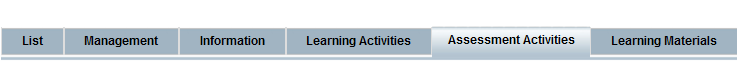 List Management Information Learning Activities Assessment Activities Learning Materials